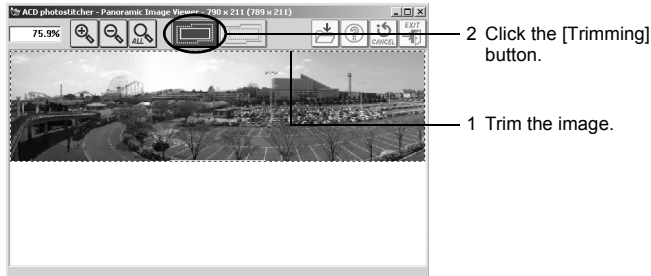 ACD photostitcher - Panoramic Image Viewer - 790 x 211 (789 x 211)
75.9%
ALL
CANCEL
EXIT
2 Click the [Trimming]
button.
1 Trim the image.